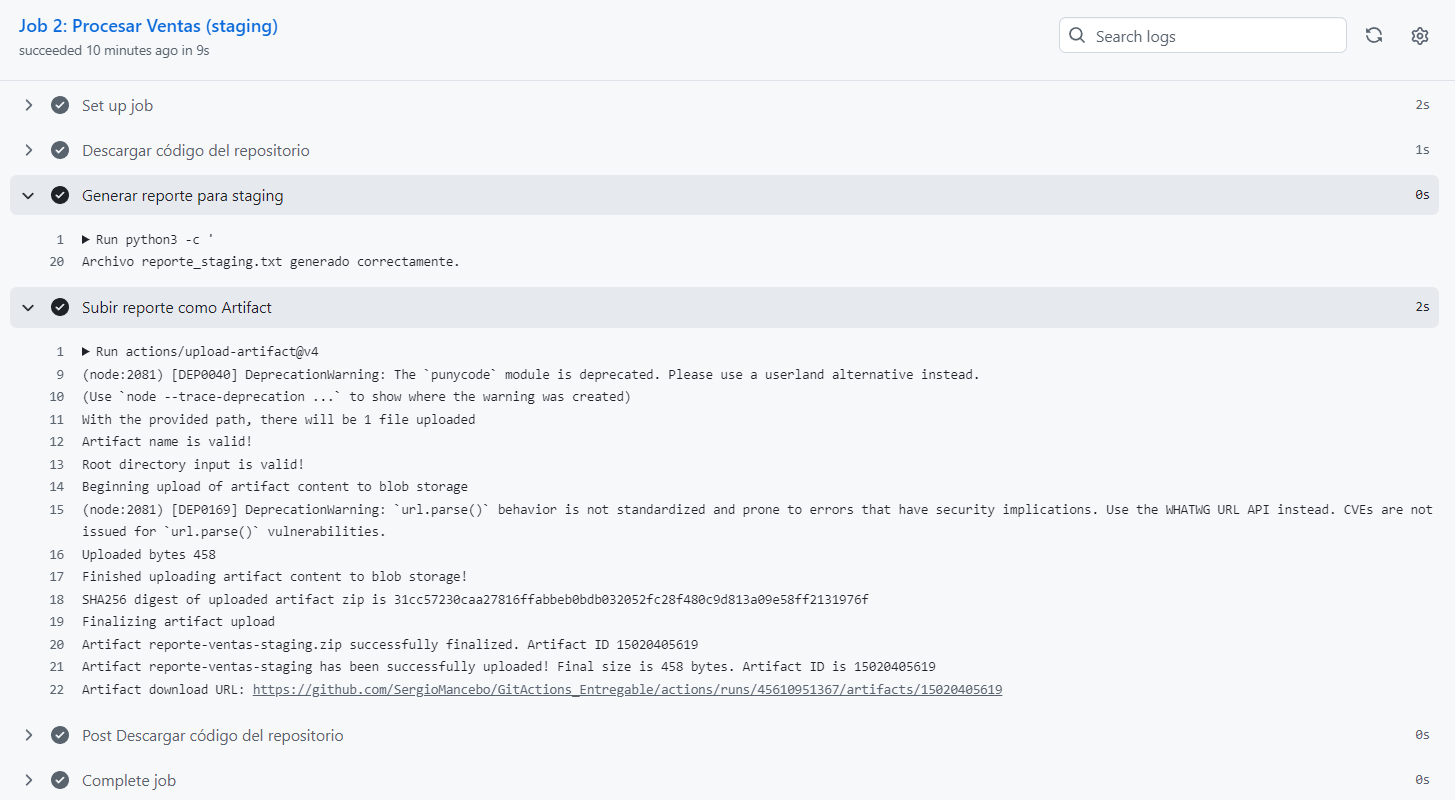 Job 2: Procesar Ventas (staging)
succeeded 10 minutes ago in 9s
Search logs
Set up job 2s
Descargar código del repositorio 1s
Generar reporte para staging 0s
1 Run python3 -c '
20 Archivo reporte_staging.txt generado correctamente.
Subir reporte como Artifact 2s
1 Run actions/upload-artifact@v4
9 (node:2081) [DEP0040] DeprecationWarning: The `punycode` module is deprecated. Please use a userland alternative instead.
10 (Use `node --trace-deprecation ...` to show where the warning was created)
11 With the provided path, there will be 1 file uploaded
12 Artifact name is valid!
13 Root directory input is valid!
14 Beginning upload of artifact content to blob storage
15 (node:2081) [DEP0169] DeprecationWarning: `url.parse()` behavior is not standardized and prone to errors that have security implications. Use the WHATWG URL API instead. CVEs are not
issued for `url.parse()` vulnerabilities.
16 Uploaded bytes 458
17 Finished uploading artifact content to blob storage!
18 SHA256 digest of uploaded artifact zip is 31cc57230caa27816ffabbeb0bdb032052fc28f480c9d813a09e58ff2131976f
19 Finalizing artifact upload
20 Artifact reporte-ventas-staging.zip successfully finalized. Artifact ID 15020405619
21 Artifact reporte-ventas-staging has been successfully uploaded! Final size is 458 bytes. Artifact ID is 15020405619
22 Artifact download URL: https://github.com/SergioMancebo/GitActions_Entregable/actions/runs/45610951367/artifacts/15020405619
Post Descargar código del repositorio 0s
Complete job 0s